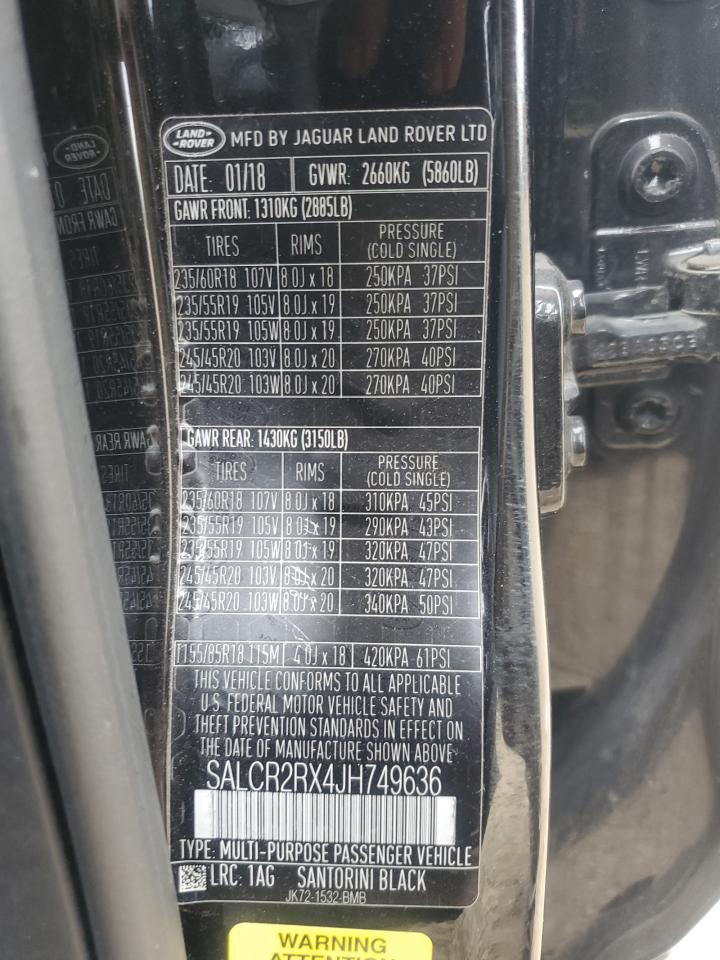 LAND ROVER MFD BY JAGUAR LAND ROVER LTD
DATE: 01/18 GVWR: 2660KG (5860LB)
GAWR FRONT: 1310KG (2885LB)
TIRES RIMS PRESSURE (COLD SINGLE)
235/60R18 107V 8.0J x 18 250KPA 37PSI
235/55R19 105V 8.0J x 19 250KPA 37PSI
235/55R19 105W 8.0J x 19 250KPA 37PSI
245/45R20 103V 8.0J x 20 270KPA 40PSI
245/45R20 103W 8.0J x 20 270KPA 40PSI
GAWR REAR: 1430KG (3150LB)
TIRES RIMS PRESSURE (COLD SINGLE)
235/60R18 107V 8.0J x 18 310KPA 45PSI
235/55R19 105V 8.0J x 19 290KPA 43PSI
235/55R19 105W 8.0J x 19 320KPA 47PSI
245/45R20 103V 8.0J x 20 320KPA 47PSI
245/45R20 103W 8.0J x 20 340KPA 50PSI
T155/85R18 115M 4.0J x 18 420KPA 61PSI
THIS VEHICLE CONFORMS TO ALL APPLICABLE
U.S. FEDERAL MOTOR VEHICLE SAFETY AND
THEFT PREVENTION STANDARDS IN EFFECT ON
THE DATE OF MANUFACTURE SHOWN ABOVE
SALCR2RX4JH749636
TYPE: MULTI-PURPOSE PASSENGER VEHICLE
LRC: 1AG SANTORINI BLACK
JK72-1532-BMB
WARNING
ATTENTION